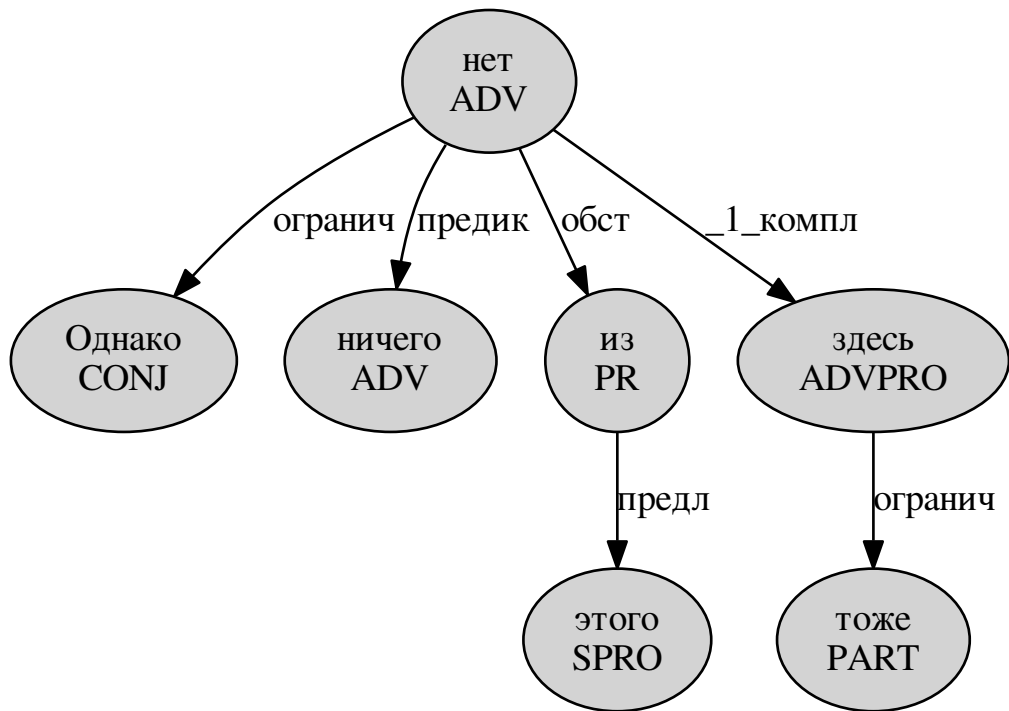 нет
ADV
огранич
предик
обст
_1_компл
Однако
CONJ
ничего
ADV
из
PR
здесь
ADVPRO
предл
огранич
этого
SPRO
тоже
PART